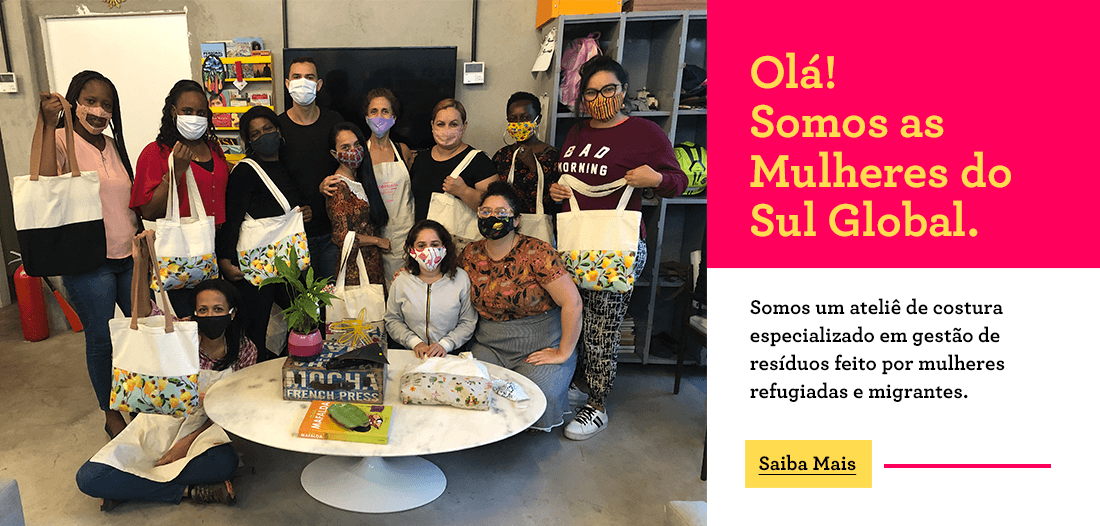 BAD
MORNING
MOCHA
FRENCH PRESS
MAFALDA
Olá!
Somos as
Mulheres do
Sul Global.
Somos um ateliê de costura
especializado em gestão de
resíduos feito por mulheres
refugiadas e migrantes.
Saiba Mais